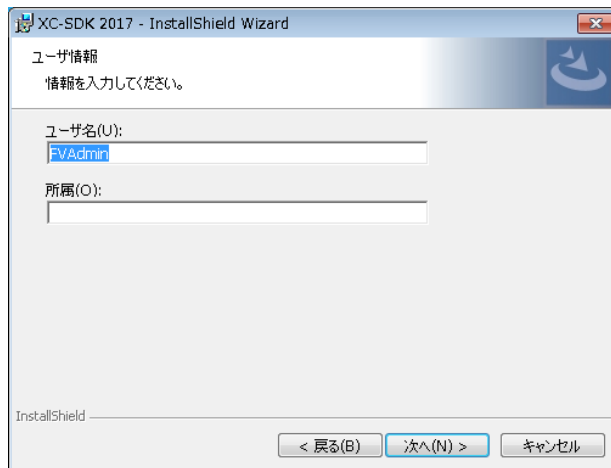 XC-SDK 2017 - InstallShield Wizard
ユーザ情報
情報を入力してください。
ユーザ名(U):
FVAdmin
所属(O):
InstallShield
< 戻る(B)
次へ(N) >
キャンセル